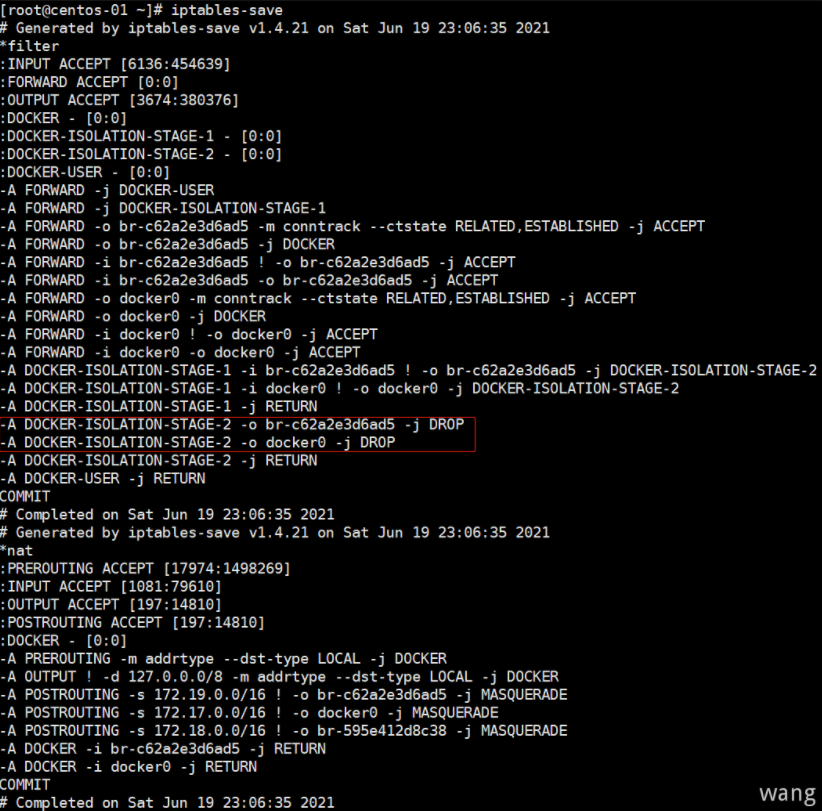 [root@centos-01 ~]# iptables-save
# Generated by iptables-save v1.4.21 on Sat Jun 19 23:06:35 2021
*filter
:INPUT ACCEPT [6136:454639]
:FORWARD ACCEPT [0:0]
:OUTPUT ACCEPT [3674:380376]
:DOCKER - [0:0]
:DOCKER-ISOLATION-STAGE-1 - [0:0]
:DOCKER-ISOLATION-STAGE-2 - [0:0]
:DOCKER-USER - [0:0]
-A FORWARD -j DOCKER-USER
-A FORWARD -j DOCKER-ISOLATION-STAGE-1
-A FORWARD -o br-c62a2e3d6ad5 -m conntrack --ctstate RELATED,ESTABLISHED -j ACCEPT
-A FORWARD -o br-c62a2e3d6ad5 -j DOCKER
-A FORWARD -i br-c62a2e3d6ad5 ! -o br-c62a2e3d6ad5 -j ACCEPT
-A FORWARD -i br-c62a2e3d6ad5 -o br-c62a2e3d6ad5 -j ACCEPT
-A FORWARD -o docker0 -m conntrack --ctstate RELATED,ESTABLISHED -j ACCEPT
-A FORWARD -o docker0 -j DOCKER
-A FORWARD -i docker0 ! -o docker0 -j ACCEPT
-A FORWARD -i docker0 -o docker0 -j ACCEPT
-A DOCKER-ISOLATION-STAGE-1 -i br-c62a2e3d6ad5 ! -o br-c62a2e3d6ad5 -j DOCKER-ISOLATION-STAGE-2
-A DOCKER-ISOLATION-STAGE-1 -i docker0 ! -o docker0 -j DOCKER-ISOLATION-STAGE-2
-A DOCKER-ISOLATION-STAGE-1 -j RETURN
-A DOCKER-ISOLATION-STAGE-2 -o br-c62a2e3d6ad5 -j DROP
-A DOCKER-ISOLATION-STAGE-2 -o docker0 -j DROP
-A DOCKER-ISOLATION-STAGE-2 -j RETURN
-A DOCKER-USER -j RETURN
COMMIT
# Completed on Sat Jun 19 23:06:35 2021
# Generated by iptables-save v1.4.21 on Sat Jun 19 23:06:35 2021
*nat
:PREROUTING ACCEPT [17974:1498269]
:INPUT ACCEPT [1081:79610]
:OUTPUT ACCEPT [197:14810]
:POSTROUTING ACCEPT [197:14810]
:DOCKER - [0:0]
-A PREROUTING -m addrtype --dst-type LOCAL -j DOCKER
-A OUTPUT ! -d 127.0.0.0/8 -m addrtype --dst-type LOCAL -j DOCKER
-A POSTROUTING -s 172.19.0.0/16 ! -o br-c62a2e3d6ad5 -j MASQUERADE
-A POSTROUTING -s 172.17.0.0/16 ! -o docker0 -j MASQUERADE
-A POSTROUTING -s 172.18.0.0/16 ! -o br-595e412d8c38 -j MASQUERADE
-A DOCKER -i br-c62a2e3d6ad5 -j RETURN
-A DOCKER -i docker0 -j RETURN
COMMIT
# Completed on Sat Jun 19 23:06:35 2021
wang